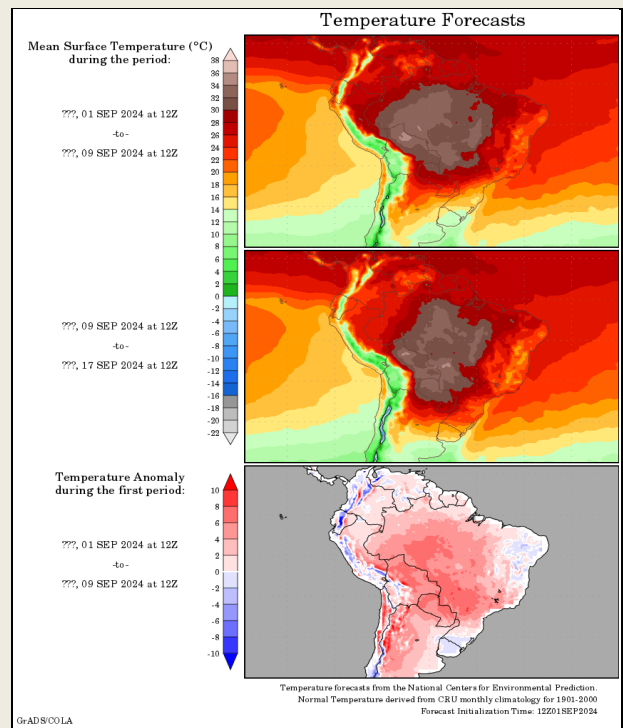 Temperature Forecasts
Mean Surface Temperature (°C)
during the period:
???, 01 SEP 2024 at 12Z
-to-
???, 09 SEP 2024 at 12Z
38
36
34
32
30
28
26
24
22
20
19
18
17
16
15
14
13
12
10
8
6
4
2
0
-2
-4
-6
-8
-10
-12
-14
-16
-18
-20
-22
???, 09 SEP 2024 at 12Z
-to-
???, 17 SEP 2024 at 12Z
Temperature Anomaly
during the first period:
???, 01 SEP 2024 at 12Z
-to-
???, 09 SEP 2024 at 12Z
10
8
6
4
2
0
-2
-4
-6
-8
-10
Temperature forecasts from the National Centers for Environmental Prediction.
Normal Temperature derived from CRU monthly climatology for 1901-2000
Forecast Initialization Time: 12Z01SEP2024
GrADS/COLA